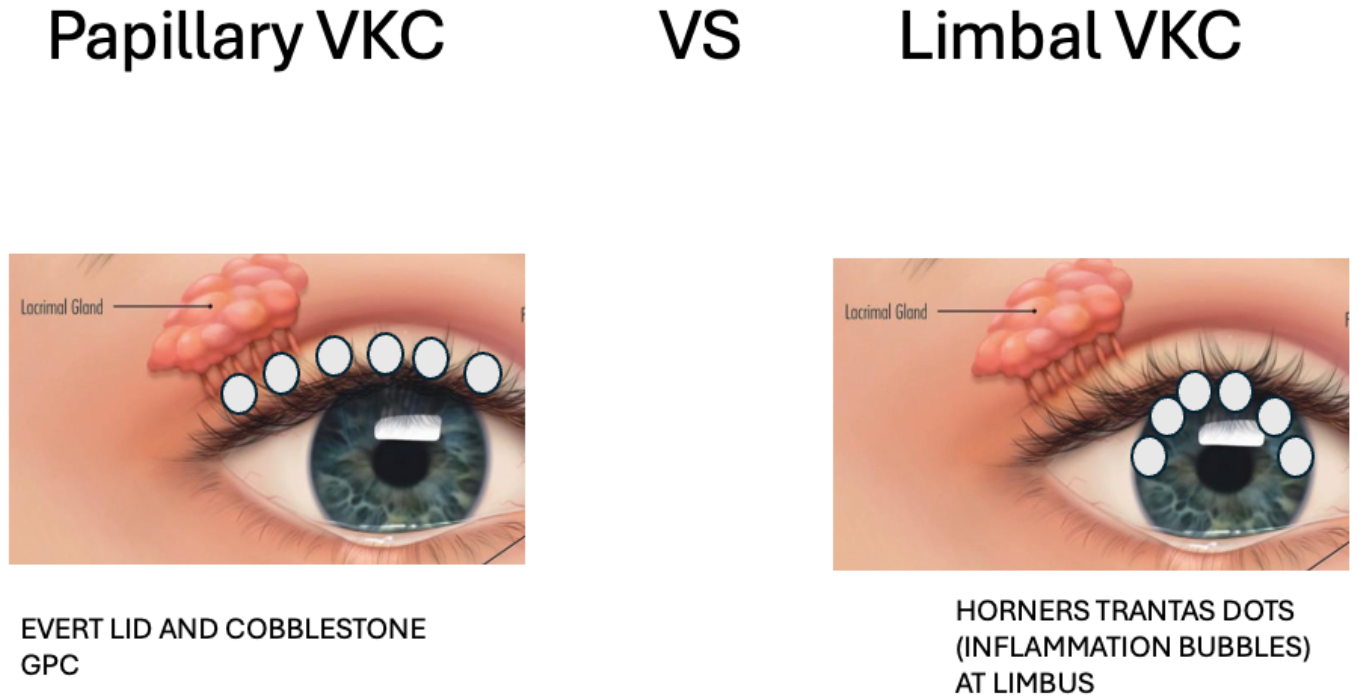 Papillary VKC VS Limbal VKC
Lacrimal Gland
Lacrimal Gland
EVERT LID AND COBBLESTONE
GPC
HORNERS TRANTAS DOTS
(INFLAMMATION BUBBLES)
AT LIMBUS